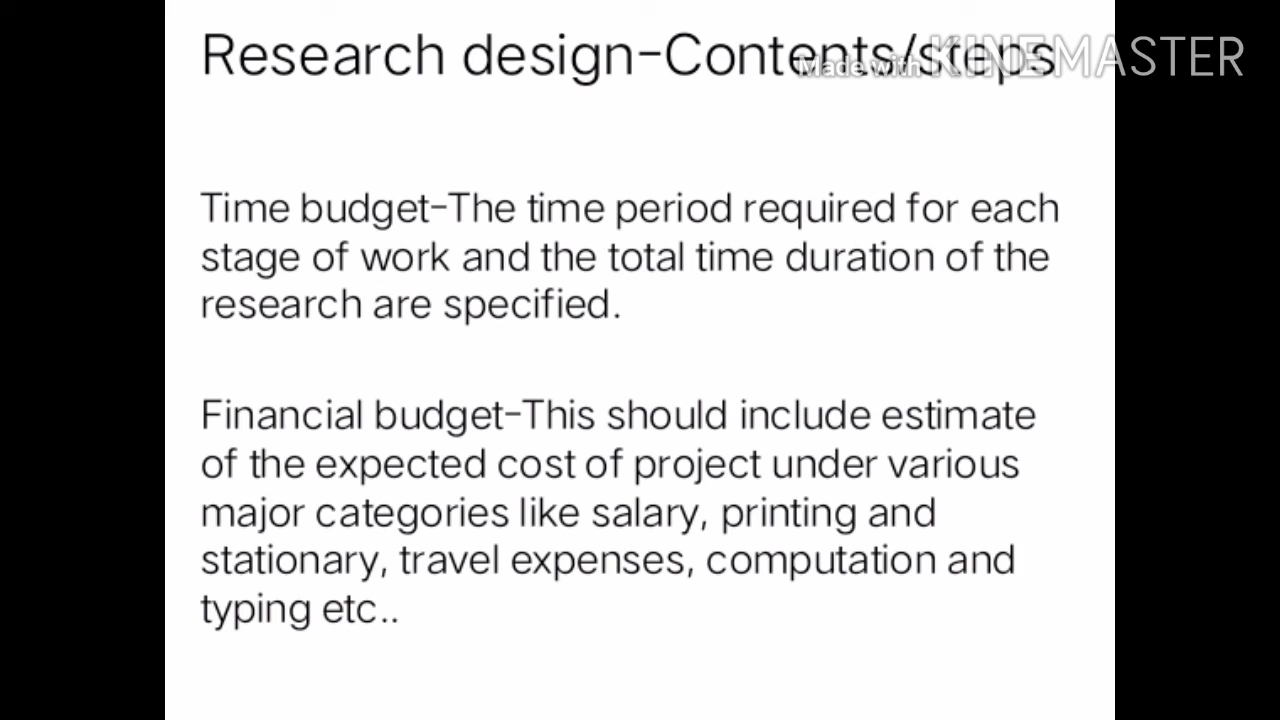 Research design-Contents/steps
Made with KINEMASTER
Time budget-The time period required for each
stage of work and the total time duration of the
research are specified.
Financial budget-This should include estimate
of the expected cost of project under various
major categories like salary, printing and
stationary, travel expenses, computation and
typing etc..